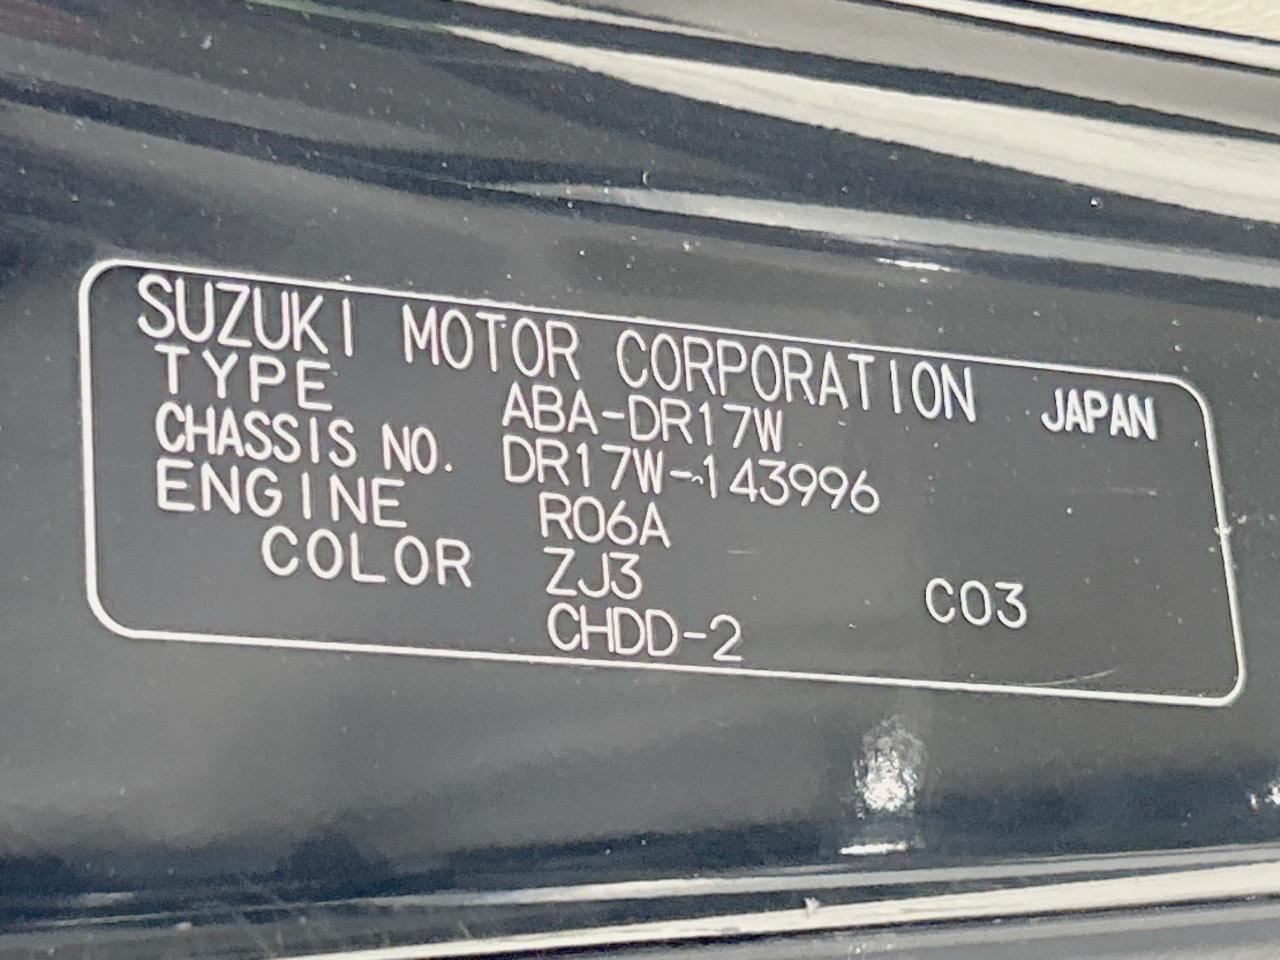 SUZUKI MOTOR CORPORATION JAPAN
TYPE ABA-DR17W
CHASSIS NO. DR17W-143996
ENGINE R06A
COLOR ZJ3 C03
CHDD-2